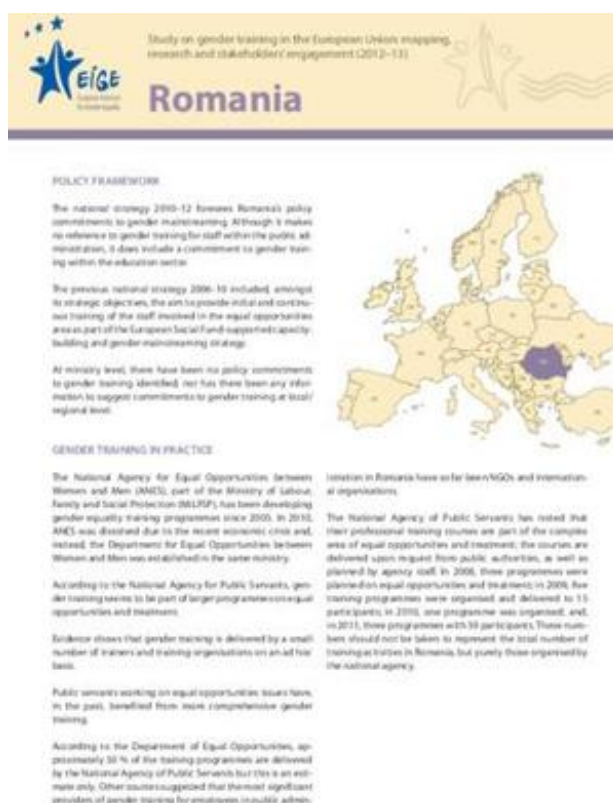 Study on gender training in the European Union: mapping,
research and stakeholders' engagement (2012–13)
EIGE
Romania
POLICY FRAMEWORK
The national strategy 2010–12 foresees Romania's policy
commitments to gender mainstreaming. Although it makes
no reference to gender training for staff within the public ad-
ministration, it does include a commitment to gender train-
ing within the education sector.
The previous national strategy 2006–10 included, amongst
its strategic objectives, the aim to provide initial and continu-
ous training of the staff involved in the equal opportunities
area as part of the European Social Fund-supported capacity-
building and gender mainstreaming strategy.
At ministry level, there have been no policy commitments
to gender training identified, nor has there been any infor-
mation to suggest commitments to gender training at local/
regional level.
GENDER TRAINING IN PRACTICE
The National Agency for Equal Opportunities between
Women and Men (ANES), part of the Ministry of Labour,
Family and Social Protection (MLFSP), has been developing
gender equality training programmes since 2005. In 2010,
ANES was dissolved due to the recent economic crisis and,
instead, the Department for Equal Opportunities between
Women and Men was established in the same ministry.
According to the National Agency for Public Servants, gen-
der training seems to be part of larger programmes on equal
opportunities and treatment.
Evidence shows that gender training is delivered by a small
number of trainers and training organisations on an ad hoc
basis.
Public servants working on equal opportunities issues have,
in the past, benefited from more comprehensive gender
training.
According to the Department of Equal Opportunities, ap-
proximately 50 % of the training programmes are delivered
by the National Agency of Public Servants but this is an esti-
mate only. Other sources suggested that the most significant
providers of gender training for employees in public admin-
istration in Romania have so far been NGOs and internation-
al organisations.
The National Agency of Public Servants has noted that
their professional training courses are part of the complex
area of equal opportunities and treatment; the courses are
delivered upon request from public authorities, as well as
planned by agency staff. In 2008, three programmes were
planned on equal opportunities and treatment; in 2009, five
training programmes were organised and delivered to 15
participants; in 2010, one programme was organised; and,
in 2011, three programmes with 50 participants. These num-
bers should not be taken to represent the total number of
training activities in Romania, but purely those organised by
the national agency.